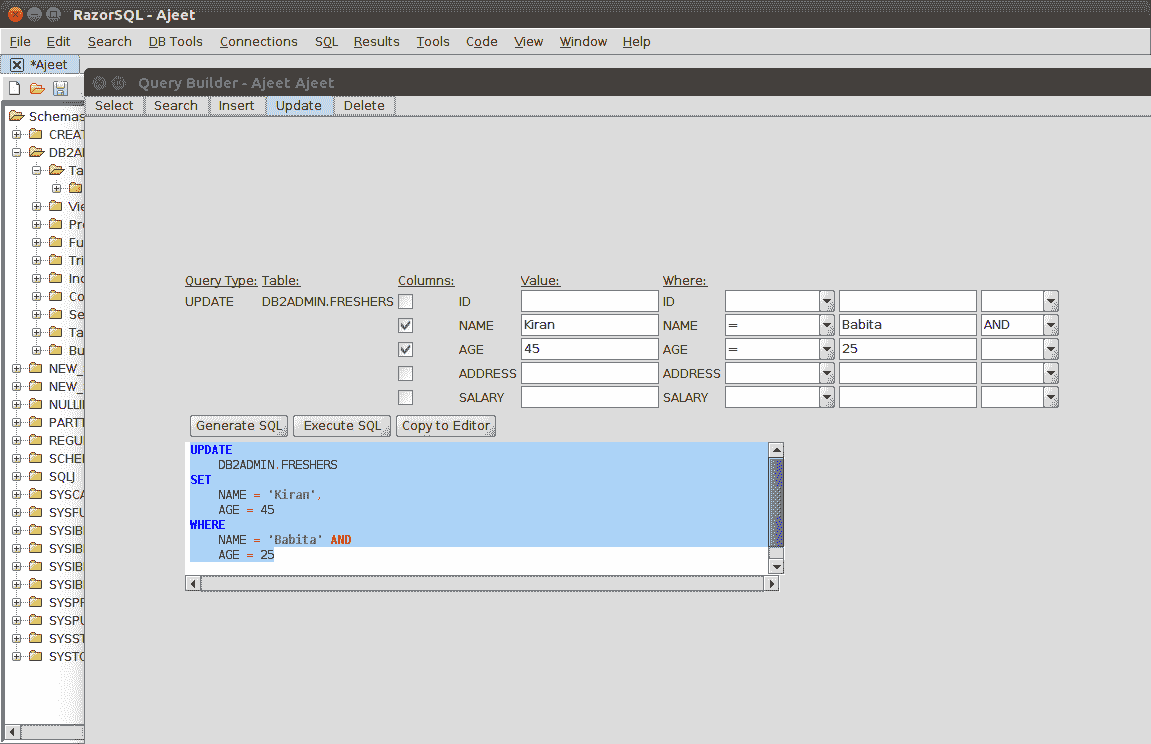 RazorSQL - Ajeet
File Edit Search DB Tools Connections SQL Results Tools Code View Window Help
*Ajeet
Query Builder - Ajeet Ajeet
Select Search Insert Update Delete
Schemas
CREAT
DB2AD
Ta
Vie
Pr
Fu
Tri
Ind
Co
Se
Ta
Bu
NEW_
NEW_
NULLI
PARTT
REGU
SCHE
SQLJ
SYSCA
SYSFU
SYSIB
SYSIB
SYSIB
SYSIB
SYSPR
SYSPU
SYSST
SYSTO
Query Type: Table: Columns: Value: Where:
UPDATE DB2ADMIN.FRESHERS ID ID
NAME Kiran NAME = Babita AND
AGE 45 AGE = 25
ADDRESS ADDRESS
SALARY SALARY
Generate SQL Execute SQL Copy to Editor
UPDATE
DB2ADMIN.FRESHERS
SET
NAME = 'Kiran',
AGE = 45
WHERE
NAME = 'Babita' AND
AGE = 25